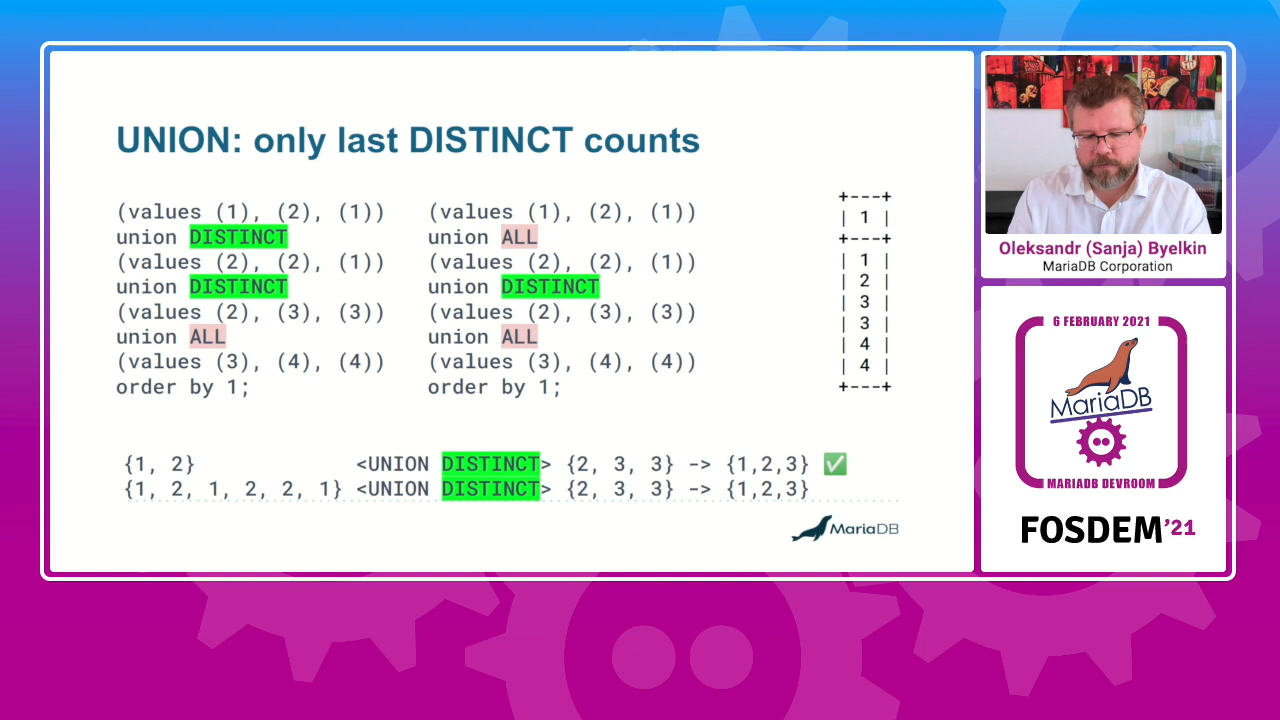 UNION: only last DISTINCT counts
(values (1), (2), (1))
union DISTINCT
(values (2), (2), (1))
union DISTINCT
(values (2), (3), (3))
union ALL
(values (3), (4), (4))
order by 1;
(values (1), (2), (1))
union ALL
(values (2), (2), (1))
union DISTINCT
(values (2), (3), (3))
union ALL
(values (3), (4), (4))
order by 1;
+---+
| 1 |
+---+
| 1 |
| 2 |
| 3 |
| 3 |
| 4 |
| 4 |
+---+
{1, 2} <UNION DISTINCT> {2, 3, 3} -> {1,2,3} ✅
{1, 2, 1, 2, 2, 1} <UNION DISTINCT> {2, 3, 3} -> {1,2,3}
MariaDB
Oleksandr (Sanja) Byelkin
MariaDB Corporation
6 FEBRUARY 2021
MariaDB
MARIADB DEVROOM
FOSDEM'21